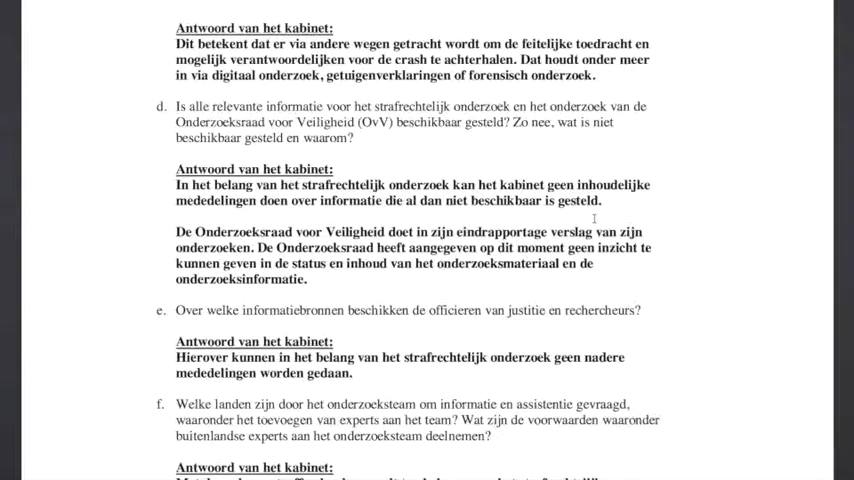 Antwoord van het kabinet:
Dit betekent dat er via andere wegen getracht wordt om de feitelijke toedracht en
mogelijk verantwoordelijken voor de crash te achterhalen. Dat houdt onder meer
in via digitaal onderzoek, getuigenverklaringen of forensisch onderzoek.
d. Is alle relevante informatie voor het strafrechtelijk onderzoek en het onderzoek van de
Onderzoeksraad voor Veiligheid (OvV) beschikbaar gesteld? Zo nee, wat is niet
beschikbaar gesteld en waarom?
Antwoord van het kabinet:
In het belang van het strafrechtelijk onderzoek kan het kabinet geen inhoudelijke
mededelingen doen over informatie die al dan niet beschikbaar is gesteld.
De Onderzoeksraad voor Veiligheid doet in zijn eindrapportage verslag van zijn
onderzoeken. De Onderzoeksraad heeft aangegeven op dit moment geen inzicht te
kunnen geven in de status en inhoud van het onderzoeksmateriaal en de
onderzoeksinformatie.
e. Over welke informatiebronnen beschikken de officieren van justitie en rechercheurs?
Antwoord van het kabinet:
Hierover kunnen in het belang van het strafrechtelijk onderzoek geen nadere
mededelingen worden gedaan.
f. Welke landen zijn door het onderzoeksteam om informatie en assistentie gevraagd,
waaronder het toevoegen van experts aan het team? Wat zijn de voorwaarden waaronder
buitenlandse experts aan het onderzoeksteam deelnemen?
Antwoord van het kabinet: